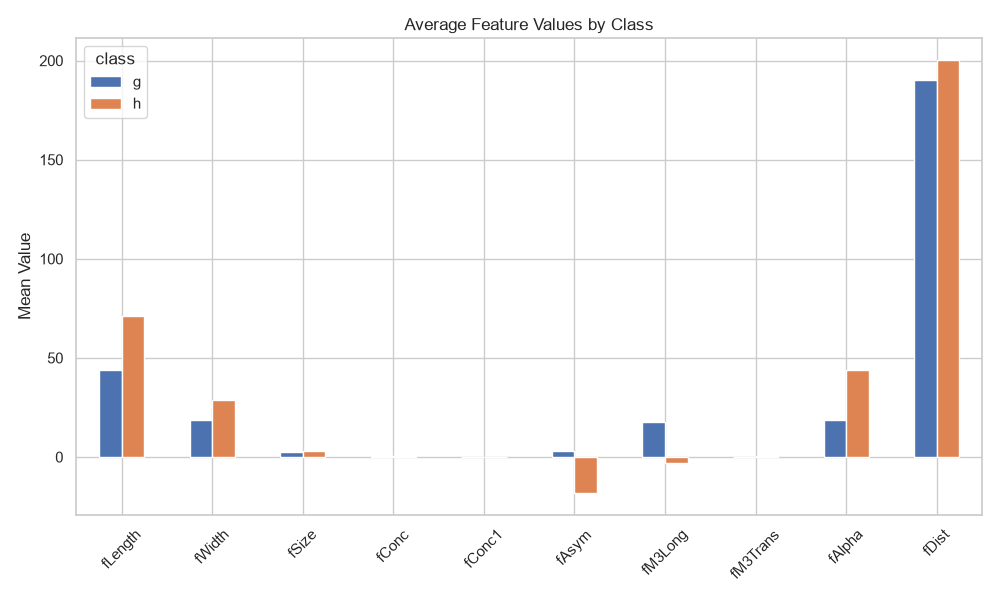 Average Feature Values by Class
class
g
h
Mean Value
200
150
100
50
0
fLength
fWidth
fSize
fConc
fConc1
fAsym
fM3Long
fM3Trans
fAlpha
fDist